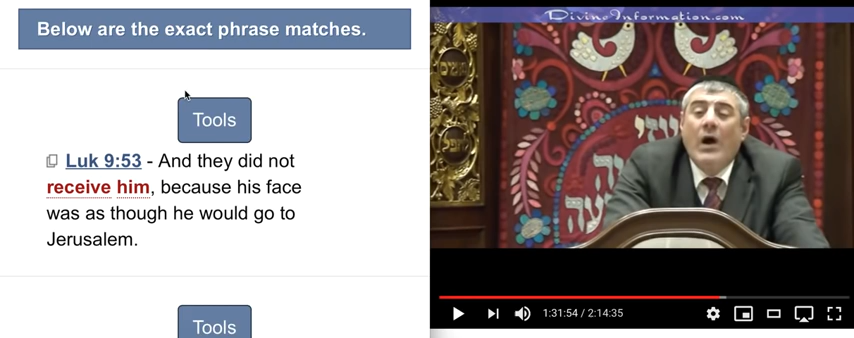 Below are the exact phrase matches.
Tools
Luk 9:53 - And they did not
receive him, because his face
was as though he would go to
Jerusalem.
Tools
DivineInformation.com
1:31:54 / 2:14:35